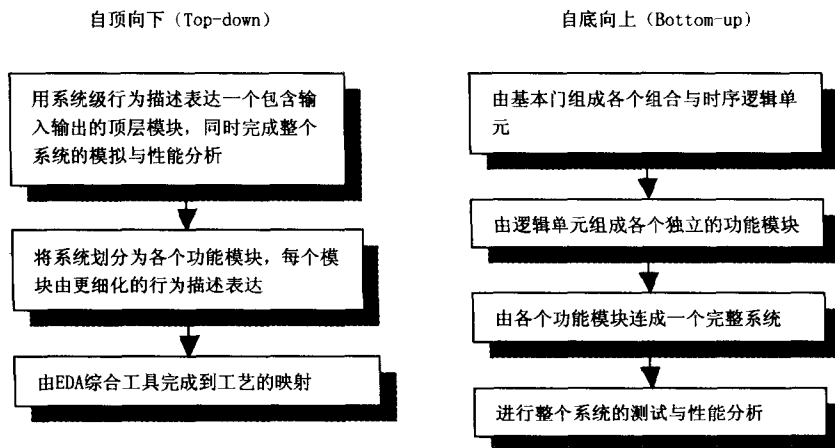 自顶向下（Top-down）
用系统级行为描述表达一个包含输
入输出的顶层模块，同时完成整个
系统的模拟与性能分析
将系统划分为各个功能模块，每个模
块由更细化的行为描述表达
由EDA综合工具完成到工艺的映射
自底向上（Bottom-up）
由基本门组成各个组合与时序逻辑单
元
由逻辑单元组成各个独立的功能模块
由各个功能模块连成一个完整系统
进行整个系统的测试与性能分析